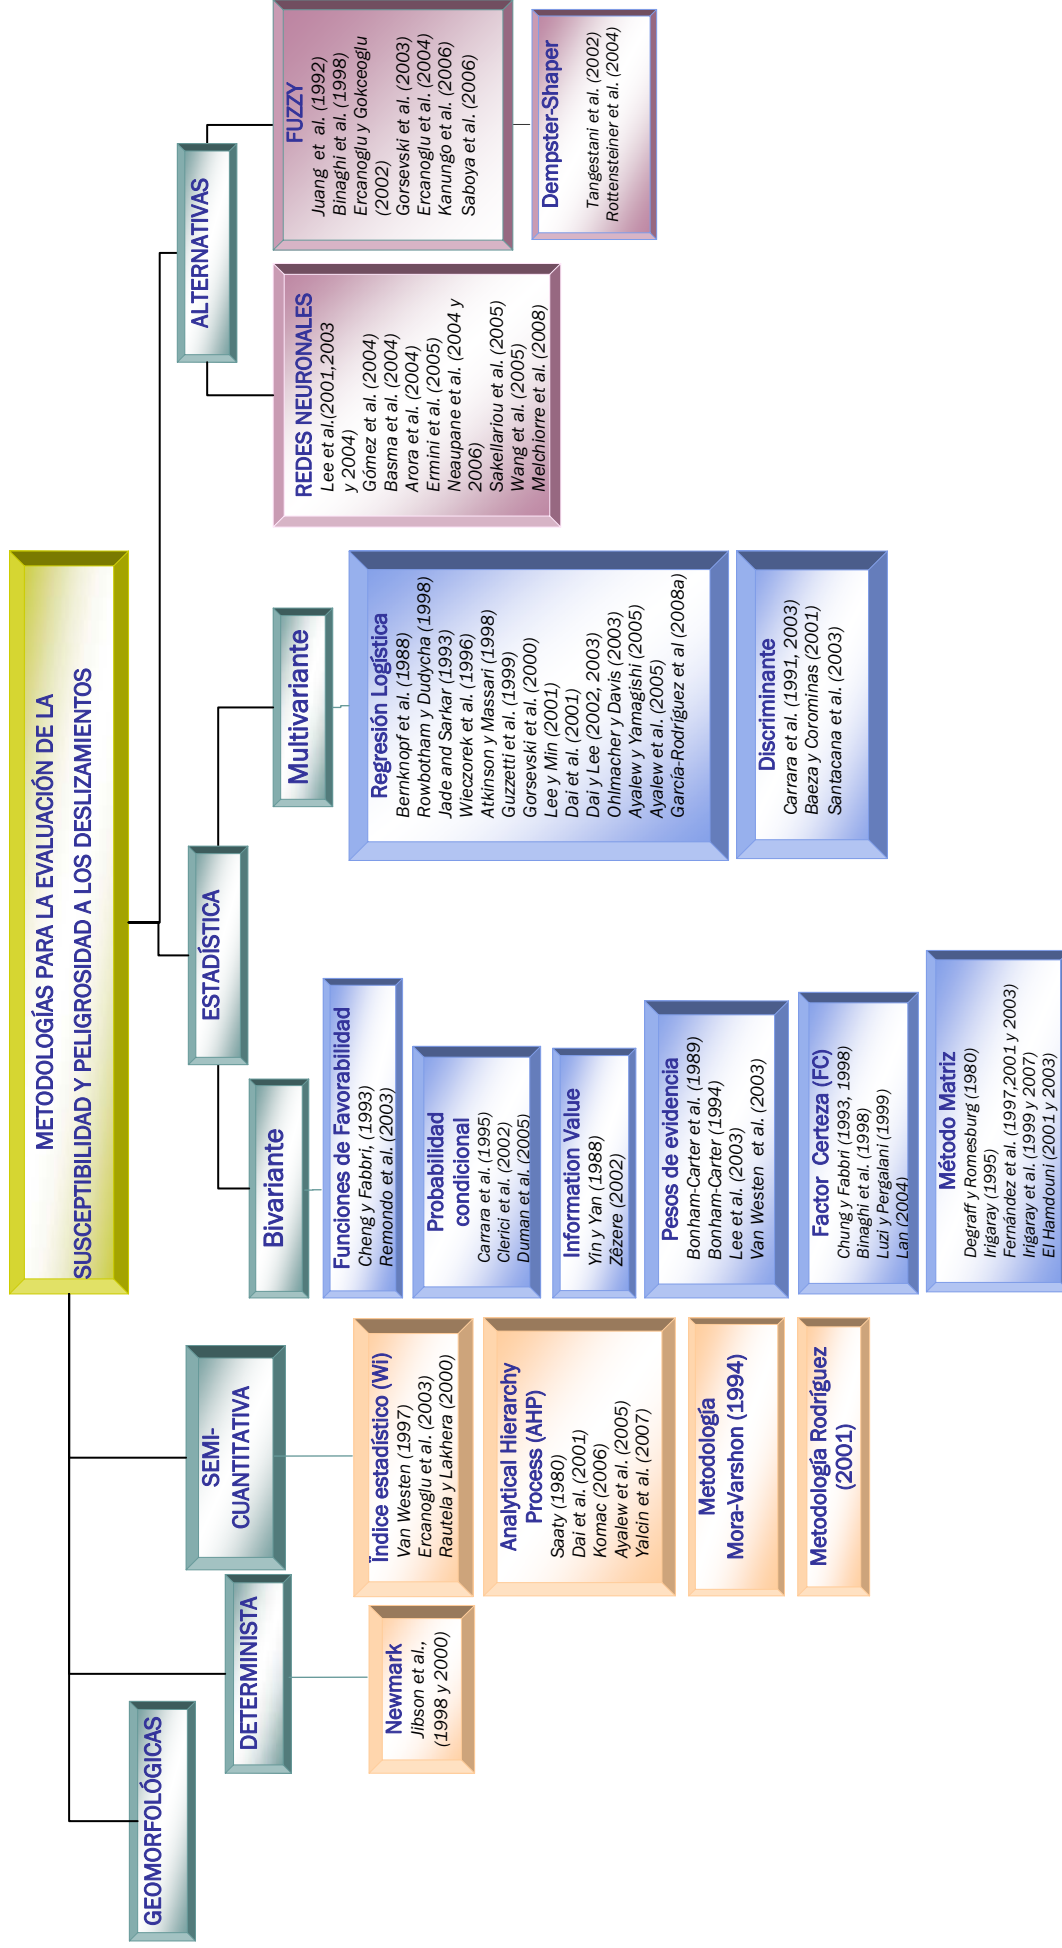 METODOLOGÍAS PARA LA EVALUACIÓN DE LA
SUSCEPTIBILIDAD Y PELIGROSIDAD A LOS DESLIZAMIENTOS
GEOMORFOLÓGICAS
DETERMINISTA
Newmark
Jibson et al.,
(1998 y 2000)
SEMI-
CUANTITATIVA
Índice estadístico (Wi)
Van Westen (1997)
Ercanoglu et al. (2003)
Rautela y Lakhera (2000)
Analytical Hierarchy
Process (AHP)
Saaty (1980)
Dai et al. (2001)
Komac (2006)
Ayalew et al. (2005)
Yalcin et al. (2007)
Metodología
Mora-Varshon (1994)
Metodología Rodríguez
(2001)
ESTADÍSTICA
Bivariante
Funciones de Favorabilidad
Cheng y Fabbri, (1993)
Remondo et al. (2003)
Probabilidad
condicional
Carrara et al. (1995)
Clerici et al. (2002)
Duman et al. (2005)
Information Value
Yin y Yan (1988)
Zêzere (2002)
Pesos de evidencia
Bonham-Carter et al. (1989)
Bonham-Carter (1994)
Lee et al. (2003)
Van Westen et al. (2003)
Factor Certeza (FC)
Chung y Fabbri (1993, 1998)
Binaghi et al. (1998)
Luzi y Pergalani (1999)
Lan (2004)
Método Matriz
Degraff y Romesburg (1980)
Irigaray (1995)
Fernández et al. (1997,2001 y 2003)
Irigaray et al. (1999 y 2007)
El Hamdouni (2001 y 2003)
Multivariante
Regresión Logística
Bernknopf et al. (1988)
Rowbotham y Dudycha (1998)
Jade and Sarkar (1993)
Wieczorek et al. (1996)
Atkinson y Massari (1998)
Guzzetti et al. (1999)
Gorsevski et al. (2000)
Lee y Min (2001)
Dai et al. (2001)
Dai y Lee (2002, 2003)
Ohlmacher y Davis (2003)
Ayalew y Yamagishi (2005)
Ayalew et al. (2005)
García-Rodríguez et al (2008a)
Discriminante
Carrara et al. (1991, 2003)
Baeza y Corominas (2001)
Santacana et al. (2003)
ALTERNATIVAS
REDES NEURONALES
Lee et al.(2001,2003
y 2004)
Gómez et al. (2004)
Basma et al. (2004)
Arora et al. (2004)
Ermini et al. (2005)
Neaupane et al. (2004 y
2006)
Sakellariou et al. (2005)
Wang et al. (2005)
Melchiorre et al. (2008)
FUZZY
Juang et al. (1992)
Binaghi et al. (1998)
Ercanoglu y Gokceoglu
(2002)
Gorsevski et al. (2003)
Ercanoglu et al. (2004)
Kanungo et al. (2006)
Saboya et al. (2006)
Dempster-Shaper
Tangestani et al. (2002)
Rottensteiner et al. (2004)